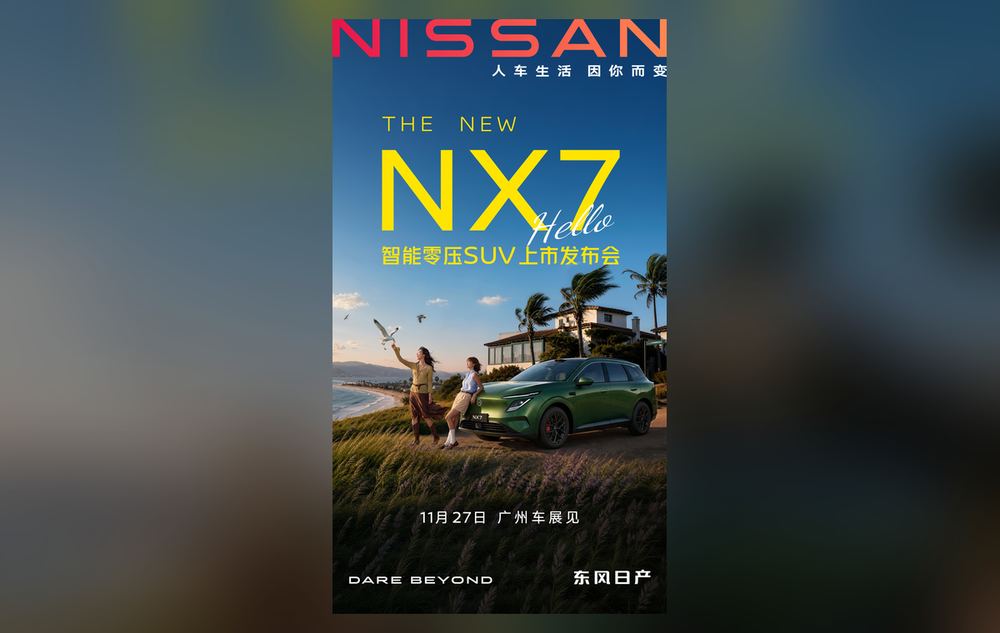 NISSAN
人车生活 因你而变
THE NEW
NX7
Hello
智能零压SUV上市发布会
NX7
11月27日 广州车展见
DARE BEYOND
东风日产